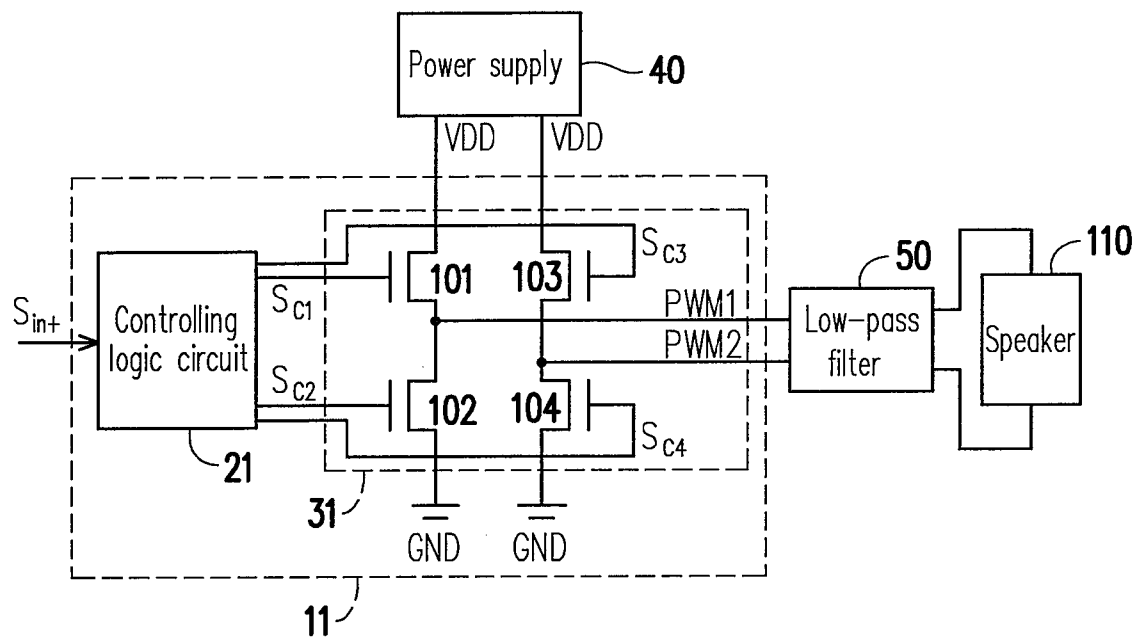 Power supply
40
VDD
VDD
Sin+
Controlling
logic circuit
21
SC1
SC2
101
103
SC3
102
104
SC4
PWM1
PWM2
50
Low-pass
filter
110
Speaker
31
GND
GND
11